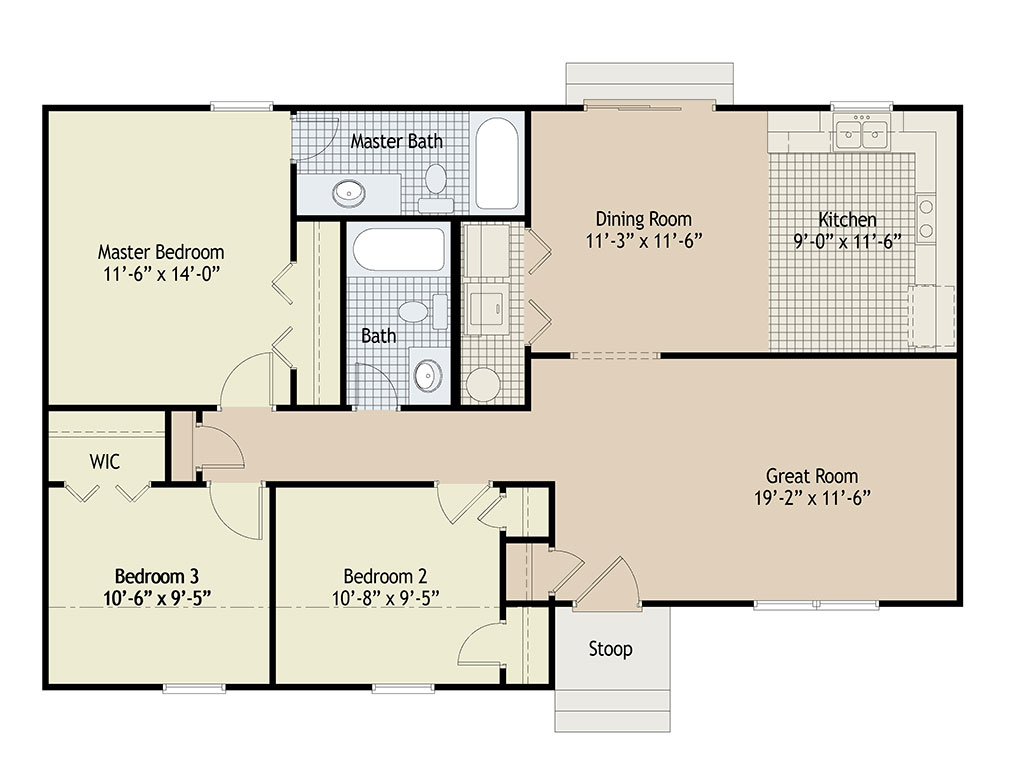 Master Bath
Dining Room
11'-3" x 11'-6"
Kitchen
9'-0" x 11'-6"
Master Bedroom
11'-6" x 14'-0"
Bath
WIC
Great Room
19'-2" x 11'-6"
Bedroom 3
10'-6" x 9'-5"
Bedroom 2
10'-8" x 9'-5"
Stoop